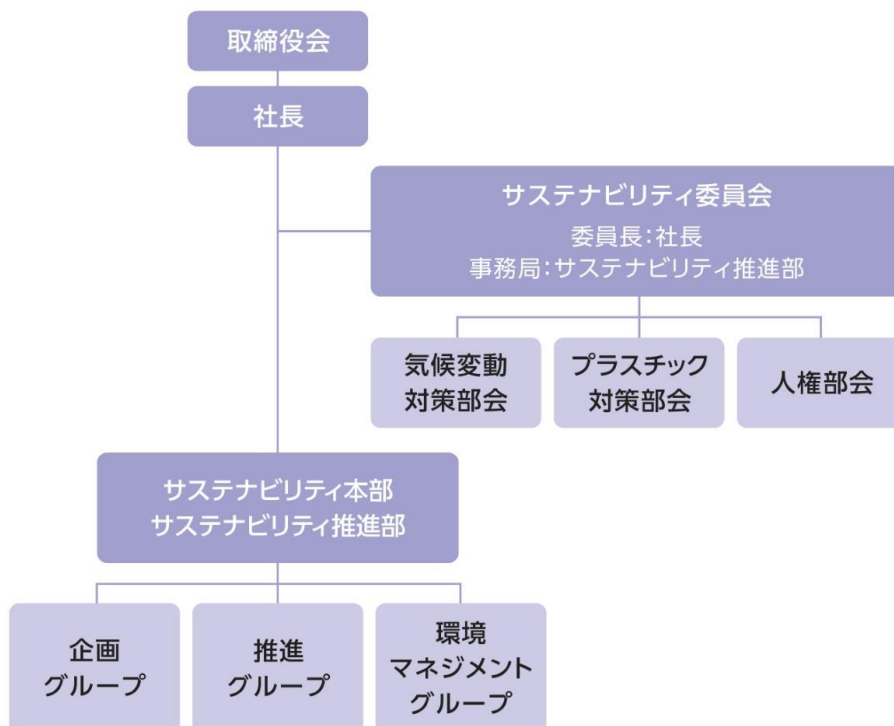 取締役会
社長
サステナビリティ委員会
委員長：社長
事務局：サステナビリティ推進部
気候変動
対策部会
プラスチック
対策部会
人権部会
サステナビリティ本部
サステナビリティ推進部
企画
グループ
推進
グループ
環境
マネジメント
グループ